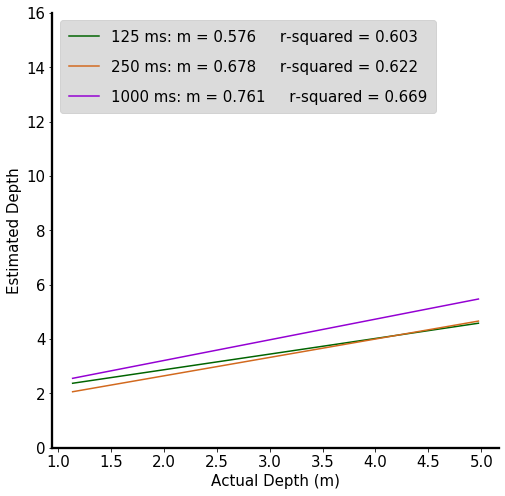 125 ms: m = 0.576 r-squared = 0.603
250 ms: m = 0.678 r-squared = 0.622
1000 ms: m = 0.761 r-squared = 0.669
16
14
12
10
8
6
4
2
0
Estimated Depth
1.0 1.5 2.0 2.5 3.0 3.5 4.0 4.5 5.0
Actual Depth (m)